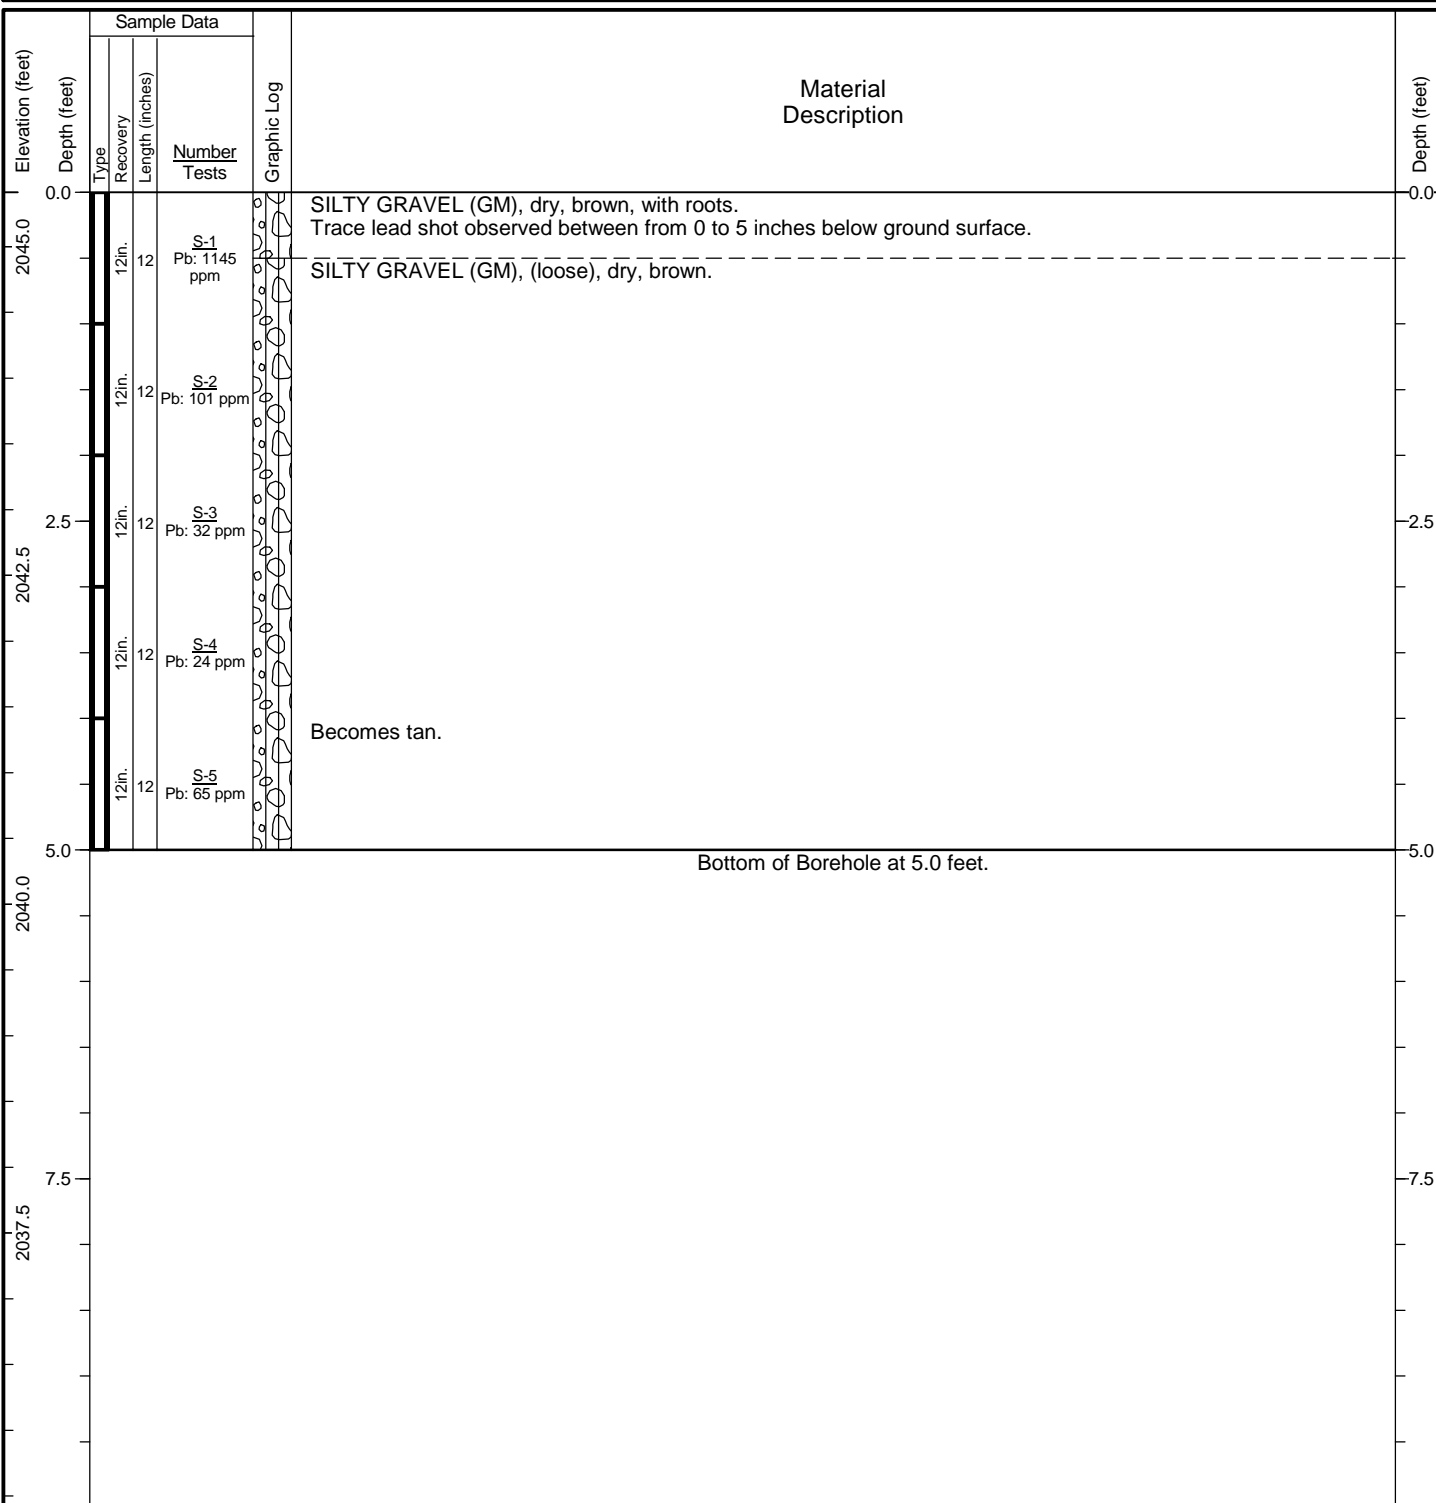 Sample Data
Elevation (feet)
Depth (feet)
Type
Recovery
Length (inches)
Number
Tests
Graphic Log
Material
Description
Depth (feet)
0.0
0.0
SILTY GRAVEL (GM), dry, brown, with roots.
Trace lead shot observed between from 0 to 5 inches below ground surface.
2045.0
12in.
12
S-1
Pb: 1145
ppm
SILTY GRAVEL (GM), (loose), dry, brown.
12in.
12
S-2
Pb: 101 ppm
2.5
12in.
12
S-3
Pb: 32 ppm
2.5
2042.5
12in.
12
S-4
Pb: 24 ppm
Becomes tan.
12in.
12
S-5
Pb: 65 ppm
5.0
5.0
Bottom of Borehole at 5.0 feet.
2040.0
7.5
7.5
2037.5